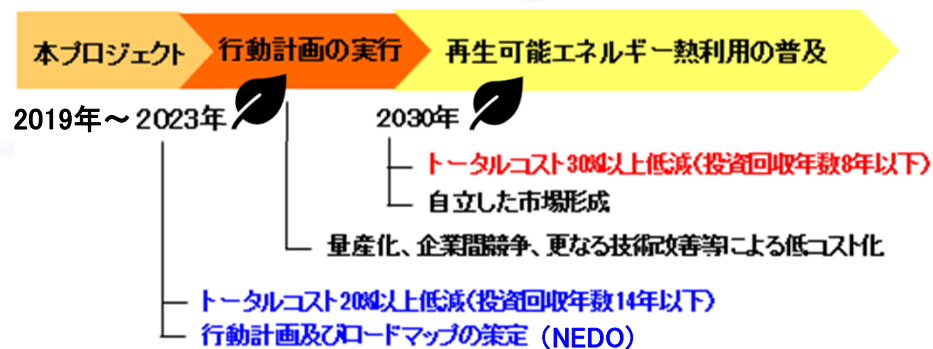 本プロジェクト 行動計画の実行 再生可能エネルギー熱利用の普及
2019年～2023年 2030年
トータルコスト30%以上低減(投資回収年数8年以下)
自立した市場形成
量産化、企業間競争、更なる技術改善等による低コスト化
トータルコスト20%以上低減(投資回収年数14年以下)
行動計画及びロードマップの策定（NEDO）